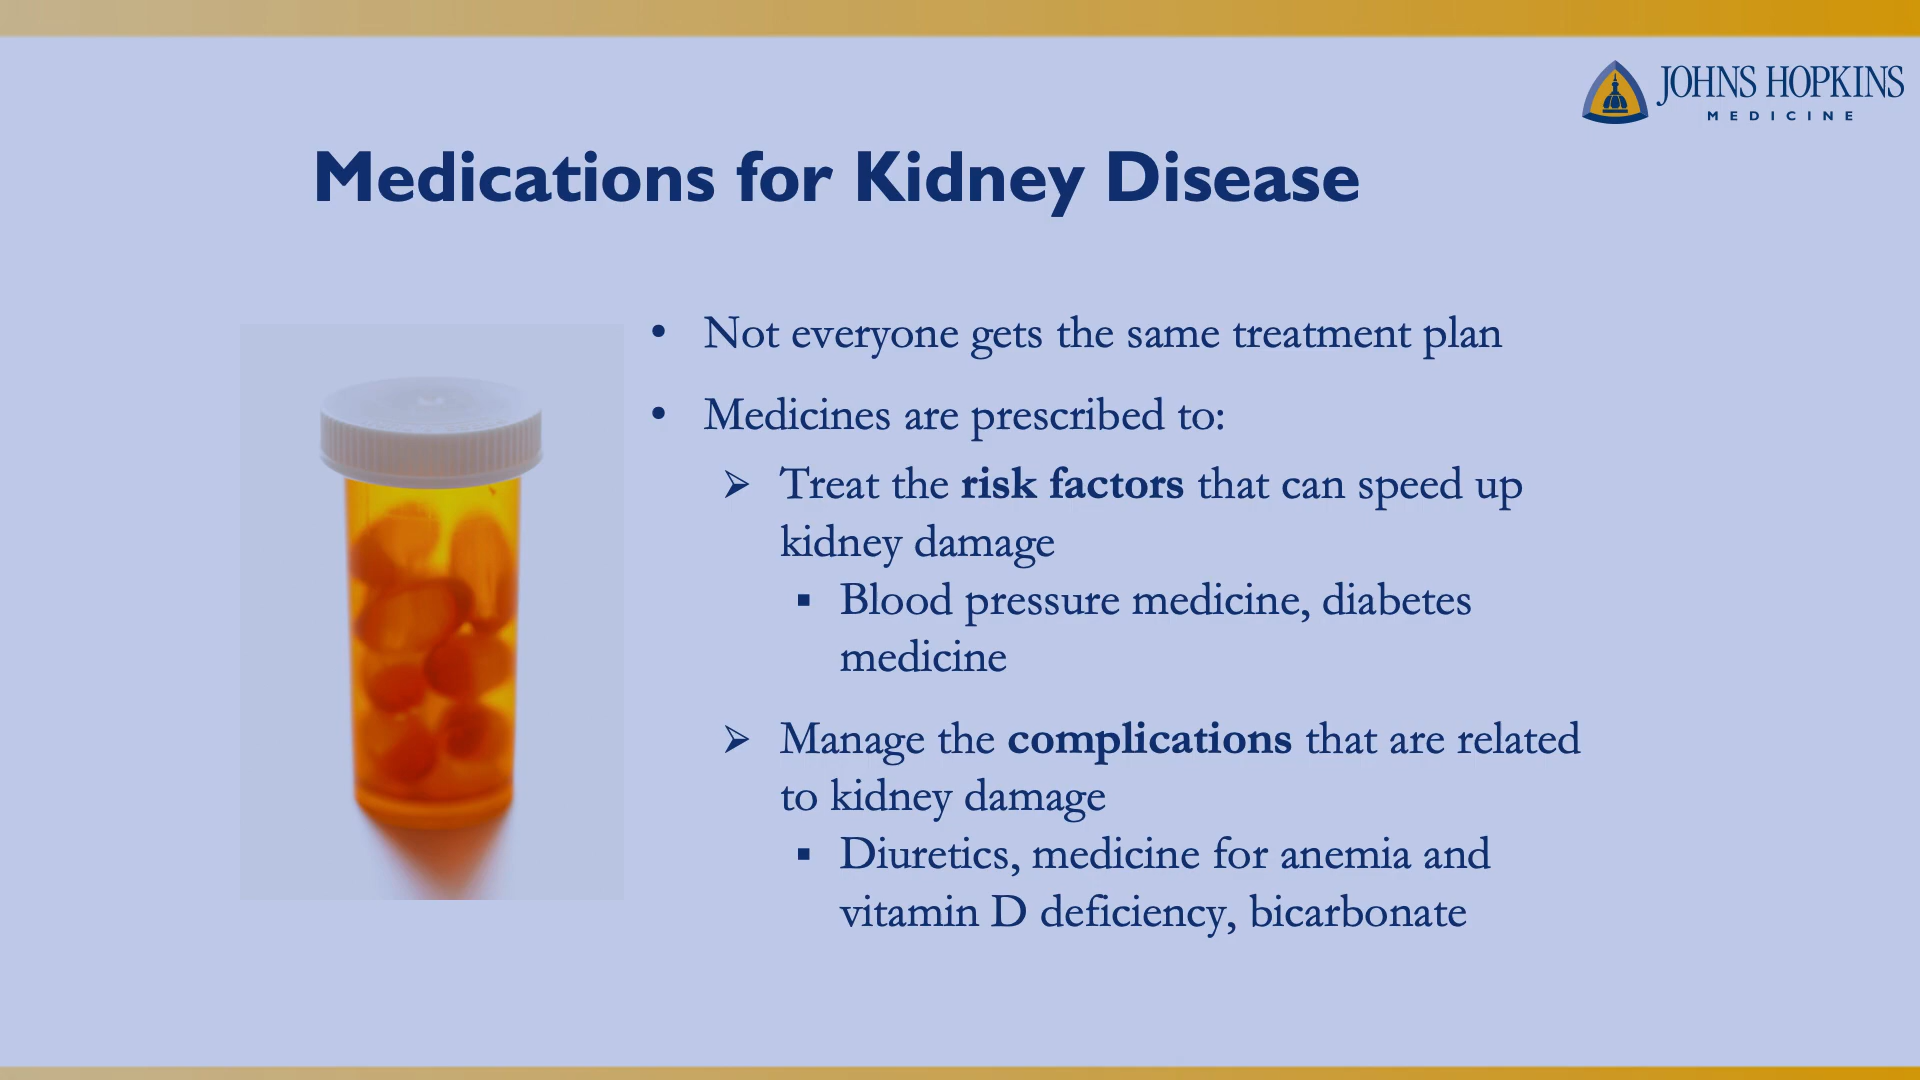 JOHNS HOPKINS
MEDICINE
Medications for Kidney Disease
• Not everyone gets the same treatment plan
• Medicines are prescribed to:
➢ Treat the risk factors that can speed up
kidney damage
▪ Blood pressure medicine, diabetes
medicine
➢ Manage the complications that are related
to kidney damage
▪ Diuretics, medicine for anemia and
vitamin D deficiency, bicarbonate